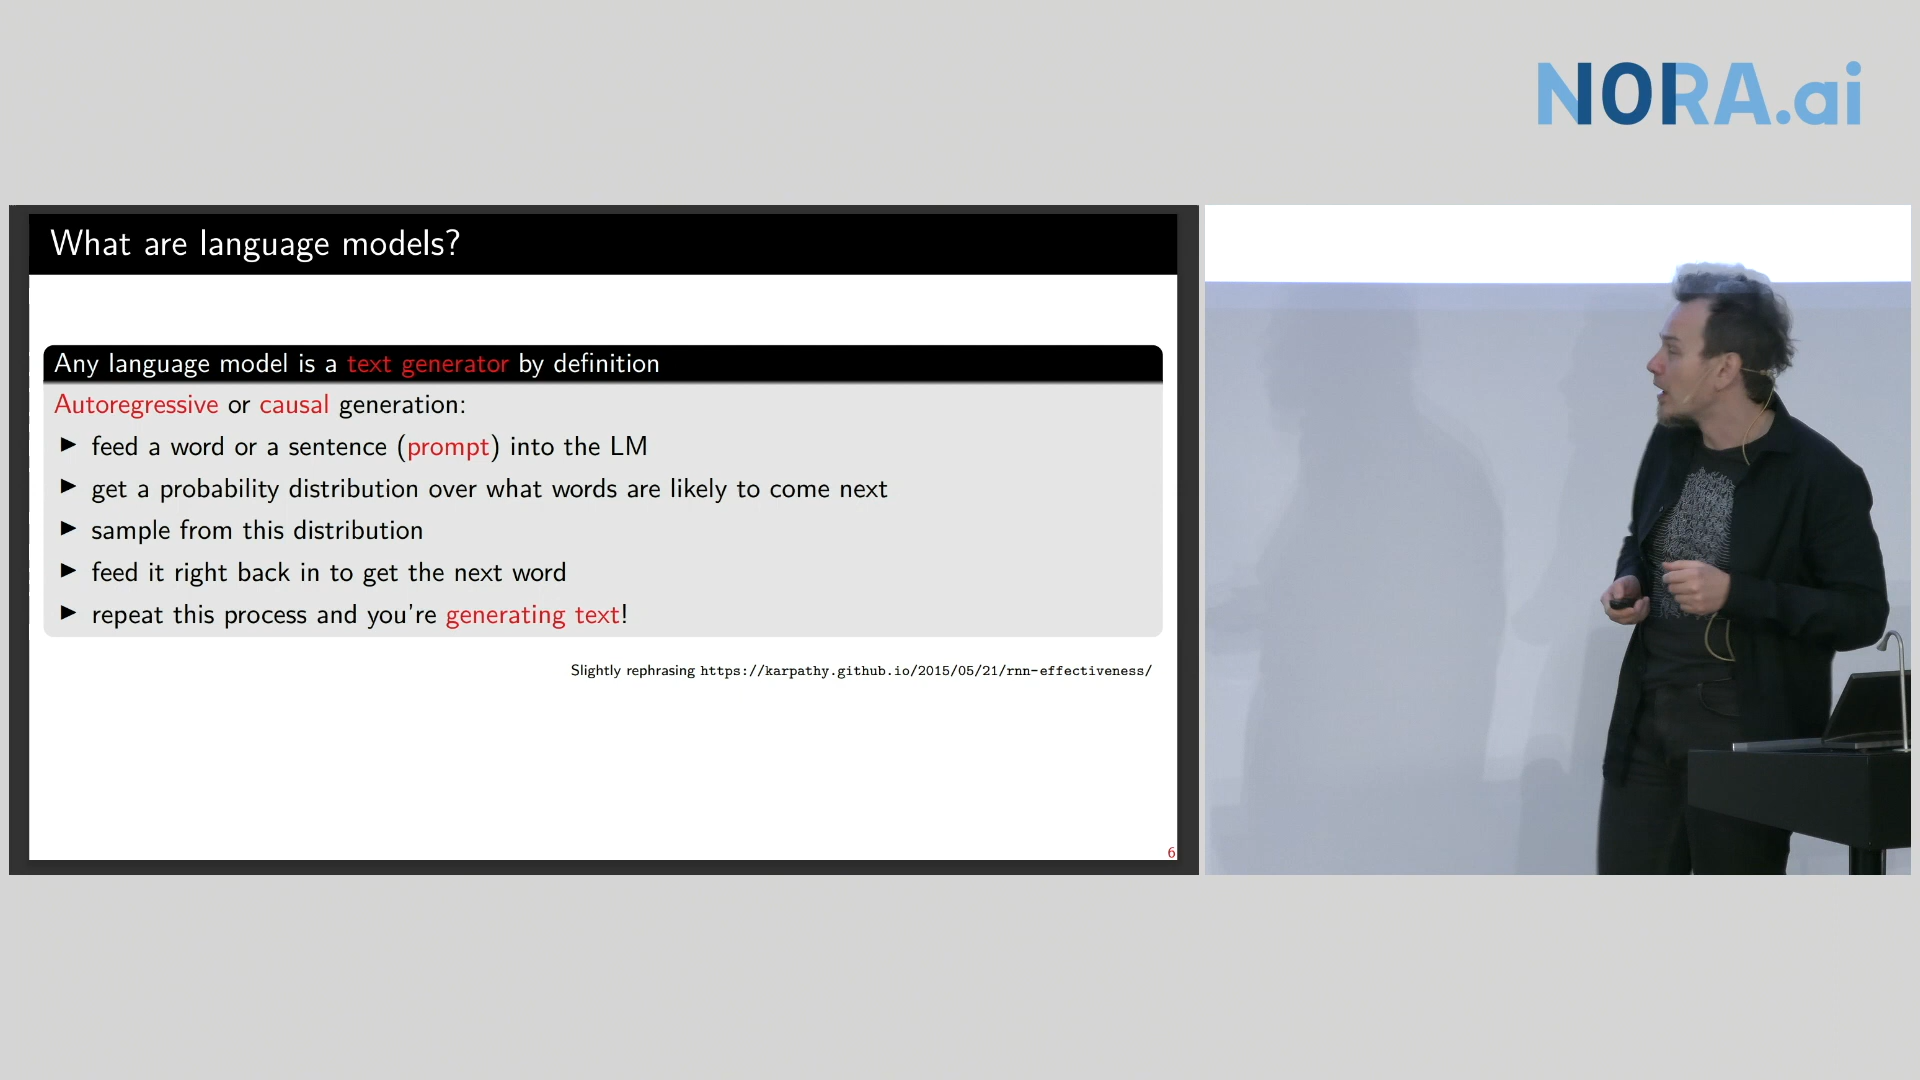 NORA.ai
What are language models?
Any language model is a text generator by definition
Autoregressive or causal generation:
▶ feed a word or a sentence (prompt) into the LM
▶ get a probability distribution over what words are likely to come next
▶ sample from this distribution
▶ feed it right back in to get the next word
▶ repeat this process and you're generating text!
Slightly rephrasing https://karpathy.github.io/2015/05/21/rnn-effectiveness/
6